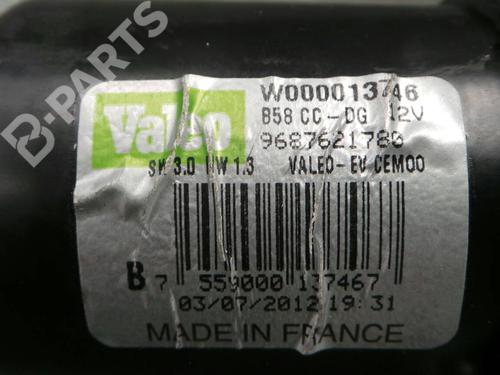 Valeo
W000013746
B58 CC-DG 12V
9687621780
SW 3.0 HW 1.3 VALEO-EV CEM00
B 7 559000 137467
03/07/2012 19:31
MADE IN FRANCE
B-PARTS